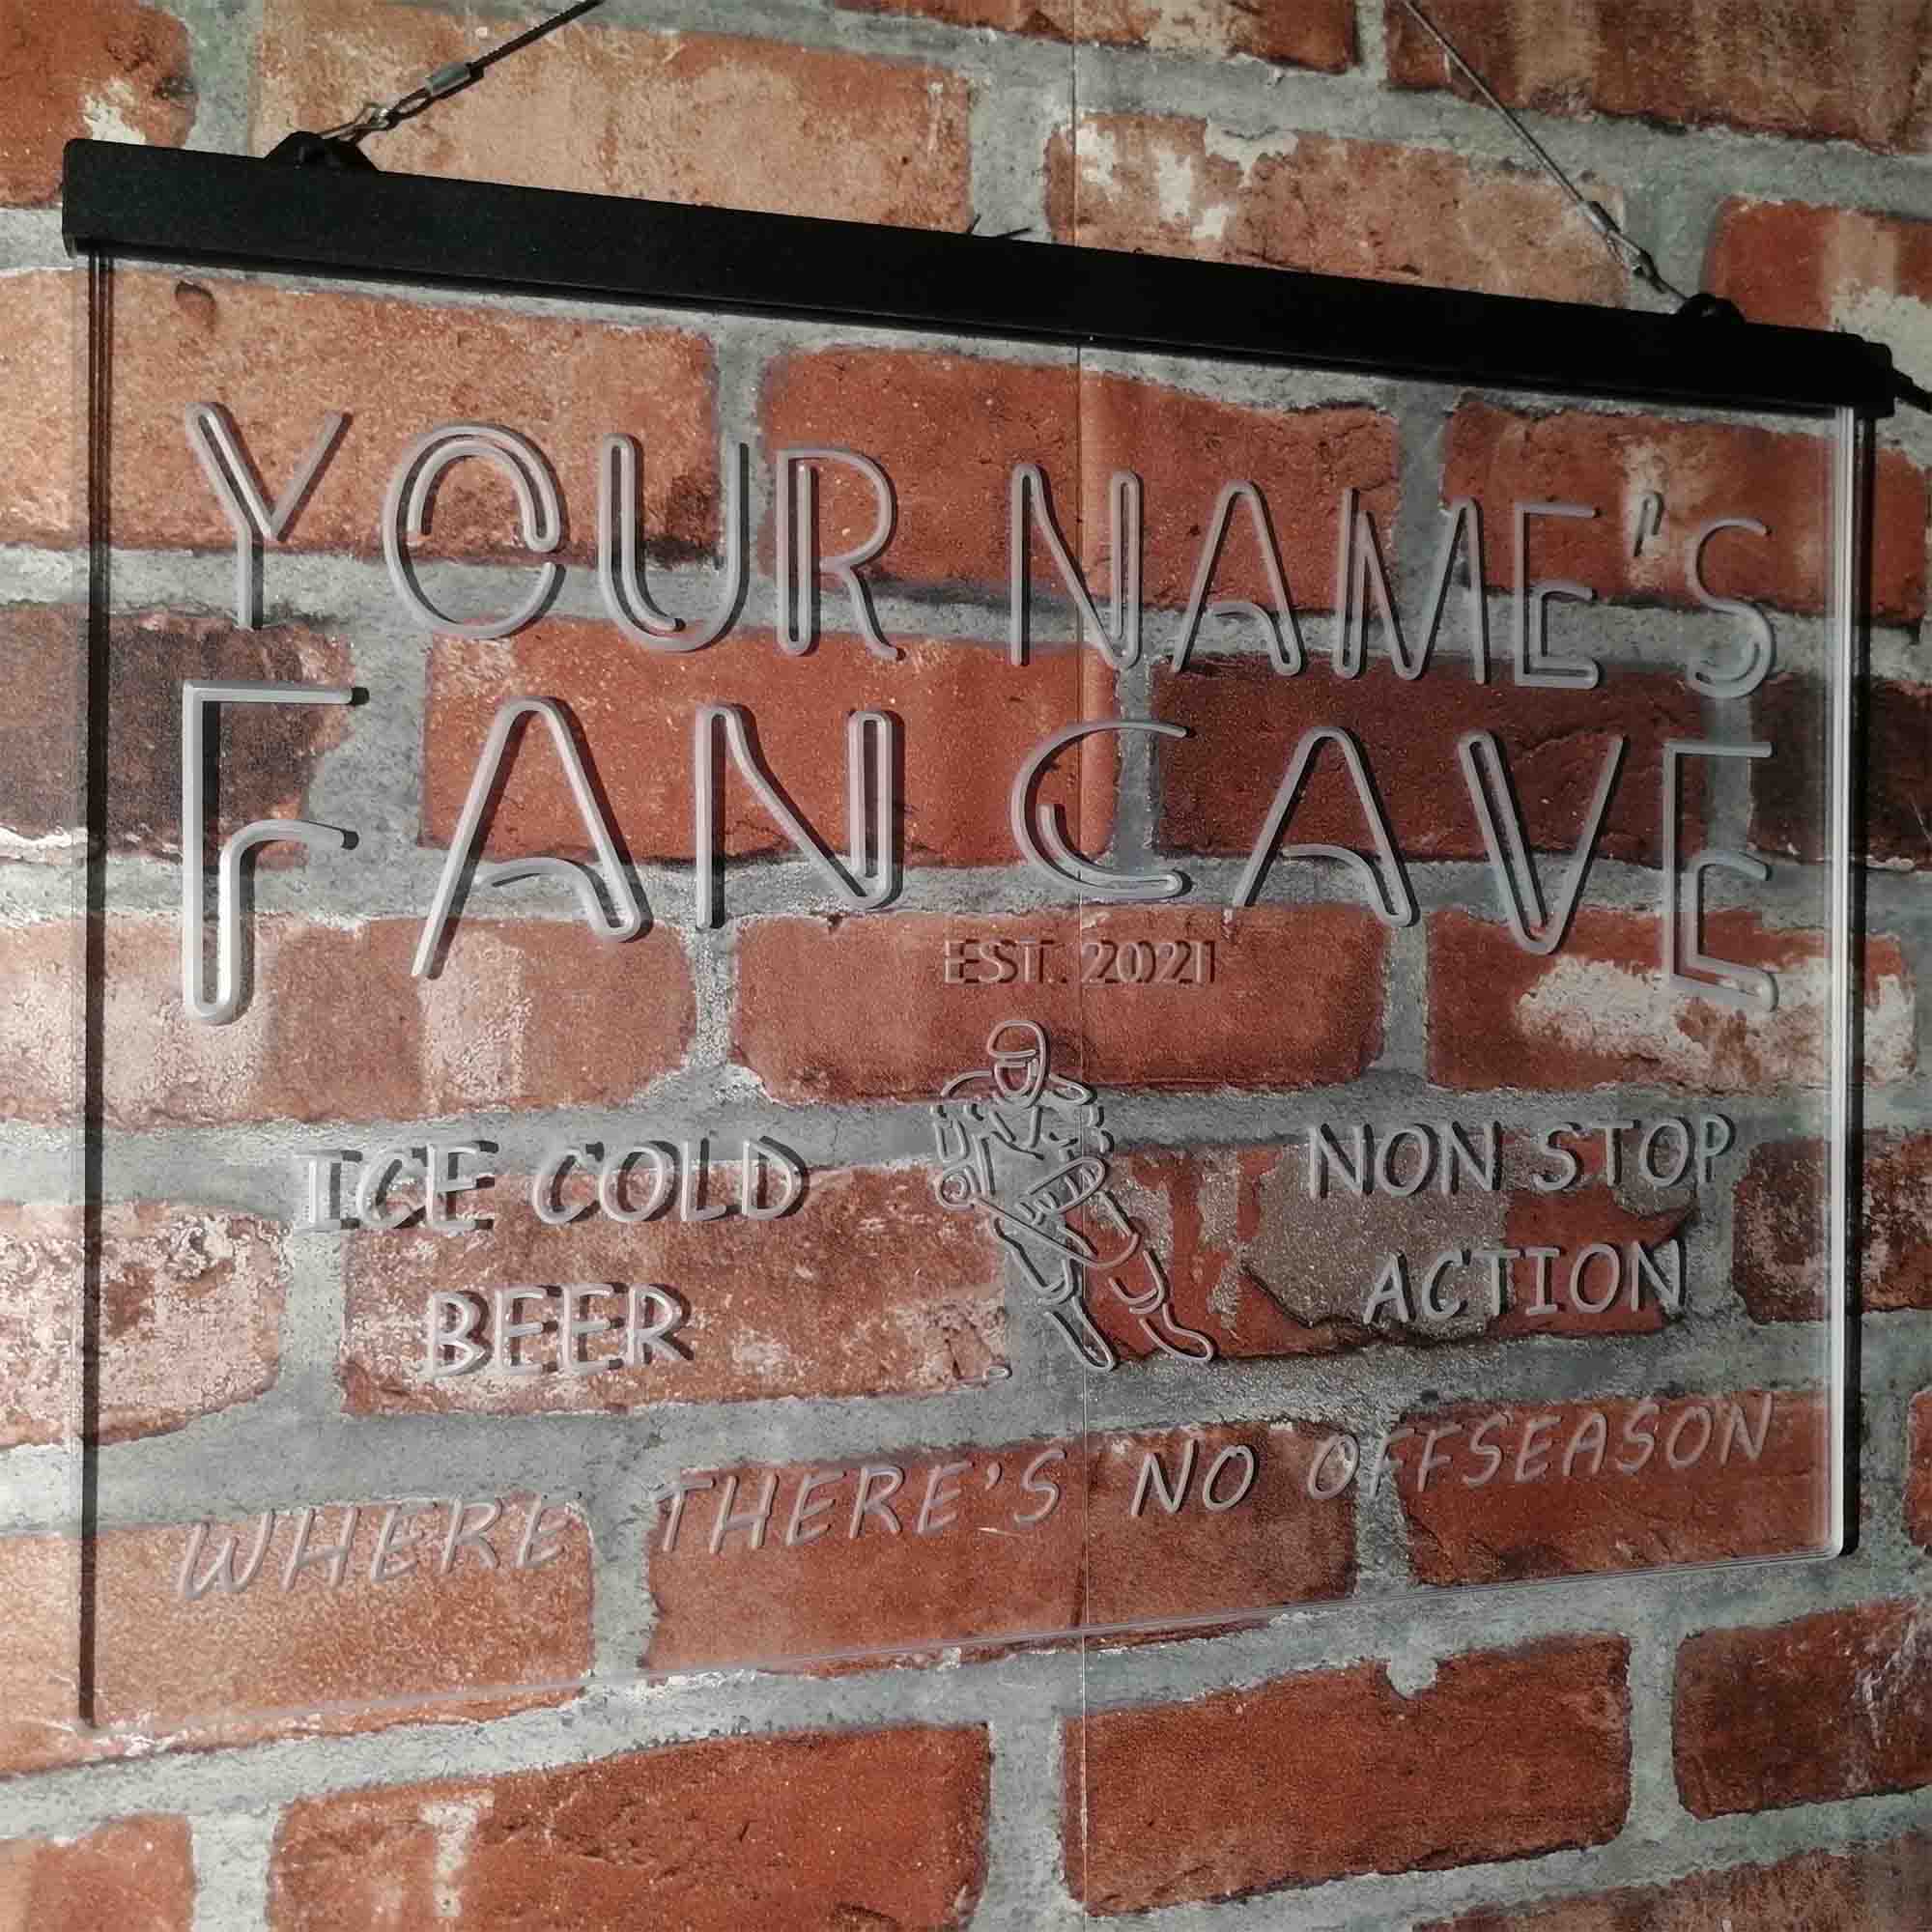 YOUR NAME'S
FAN CAVE
EST. 2021
ICE COLD
BEER
NON STOP
ACTION
WHERE THERE'S NO OFFSEASON